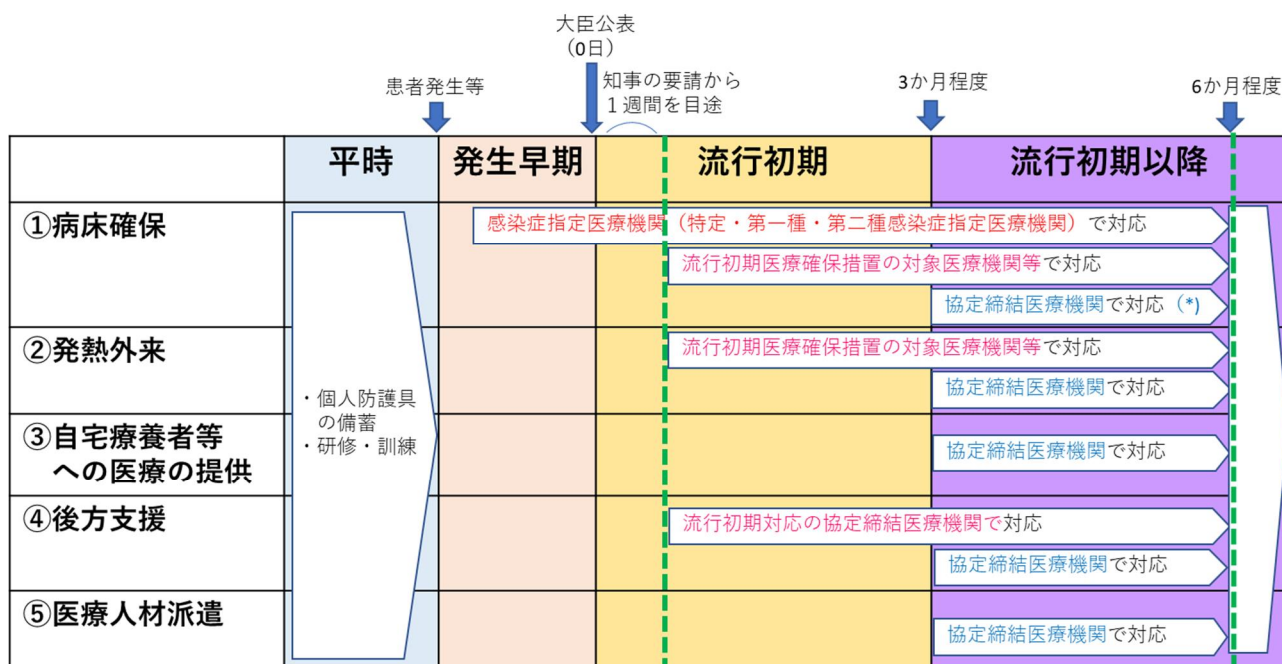 大臣公表
（0日）
患者発生等
知事の要請から
１週間を目途
3か月程度
6か月程度
平時
発生早期
流行初期
流行初期以降
①病床確保
感染症指定医療機関（特定・第一種・第二種感染症指定医療機関）で対応
流行初期医療確保措置の対象医療機関等で対応
協定締結医療機関で対応（*）
②発熱外来
流行初期医療確保措置の対象医療機関等で対応
協定締結医療機関で対応
・個人防護具
の備蓄
・研修・訓練
③自宅療養者等
への医療の提供
協定締結医療機関で対応
④後方支援
流行初期対応の協定締結医療機関で対応
協定締結医療機関で対応
⑤医療人材派遣
協定締結医療機関で対応